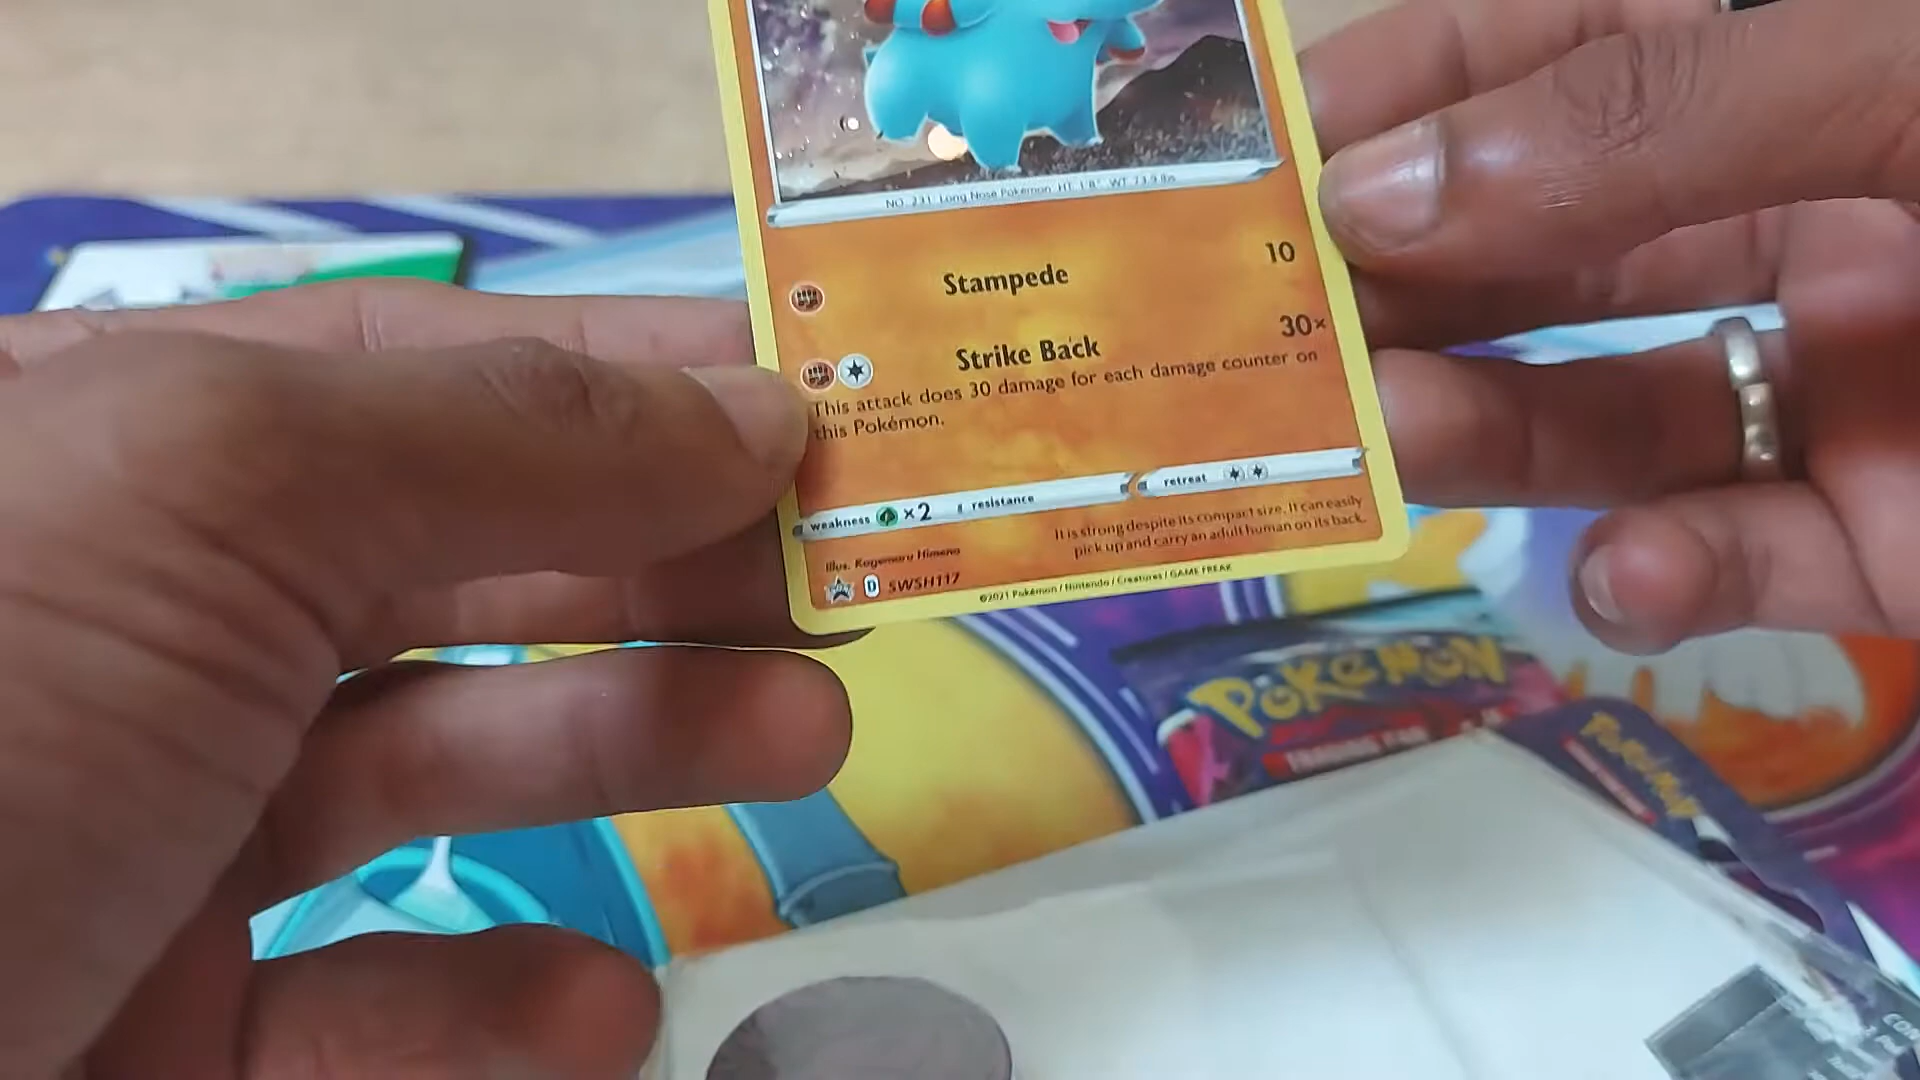 NO. 231 Long Nose Pokémon HT 1'8" WT 73.9 lbs
Stampede 10
Strike Back 30×
This attack does 30 damage for each damage counter on
this Pokémon.
weakness ×2 resistance retreat
It is strong despite its compact size. It can easily
pick up and carry an adult human on its back.
Illus. Kagemaru Himeno
D SWSH117
©2021 Pokémon / Nintendo / Creatures / GAME FREAK
POKéMON
TRADING
POKéMON